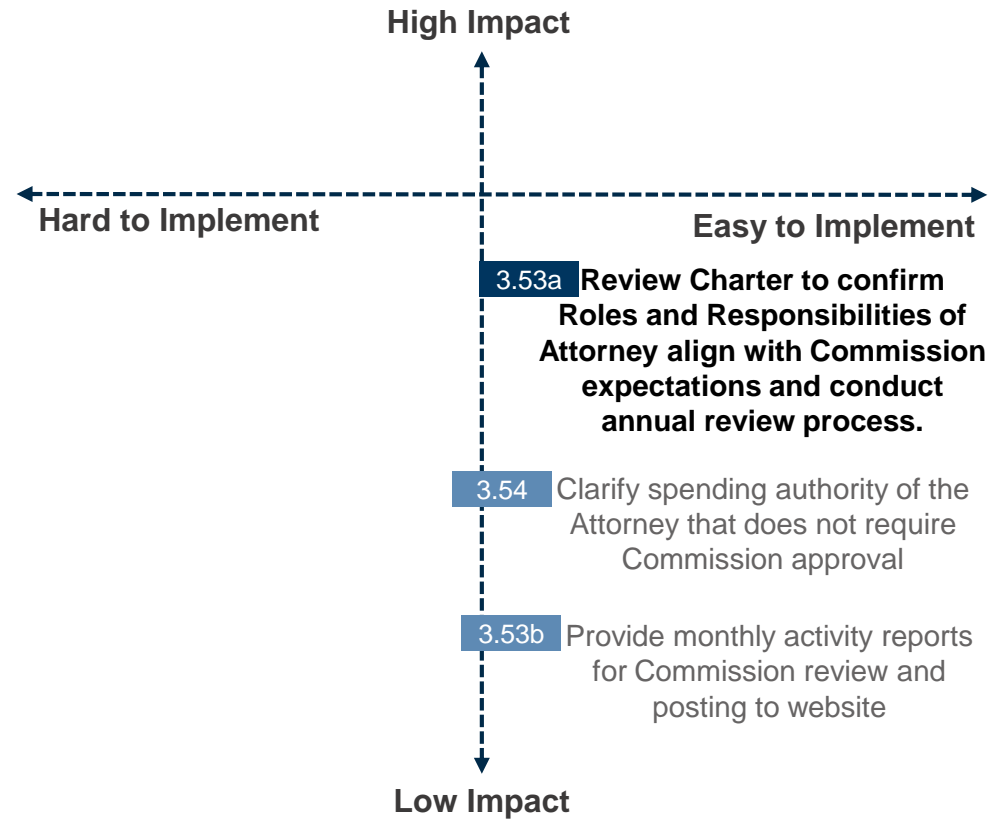 High Impact
Hard to Implement
Easy to Implement
3.53a Review Charter to confirm
Roles and Responsibilities of
Attorney align with Commission
expectations and conduct
annual review process.
3.54 Clarify spending authority of the
Attorney that does not require
Commission approval
3.53b Provide monthly activity reports
for Commission review and
posting to website
Low Impact